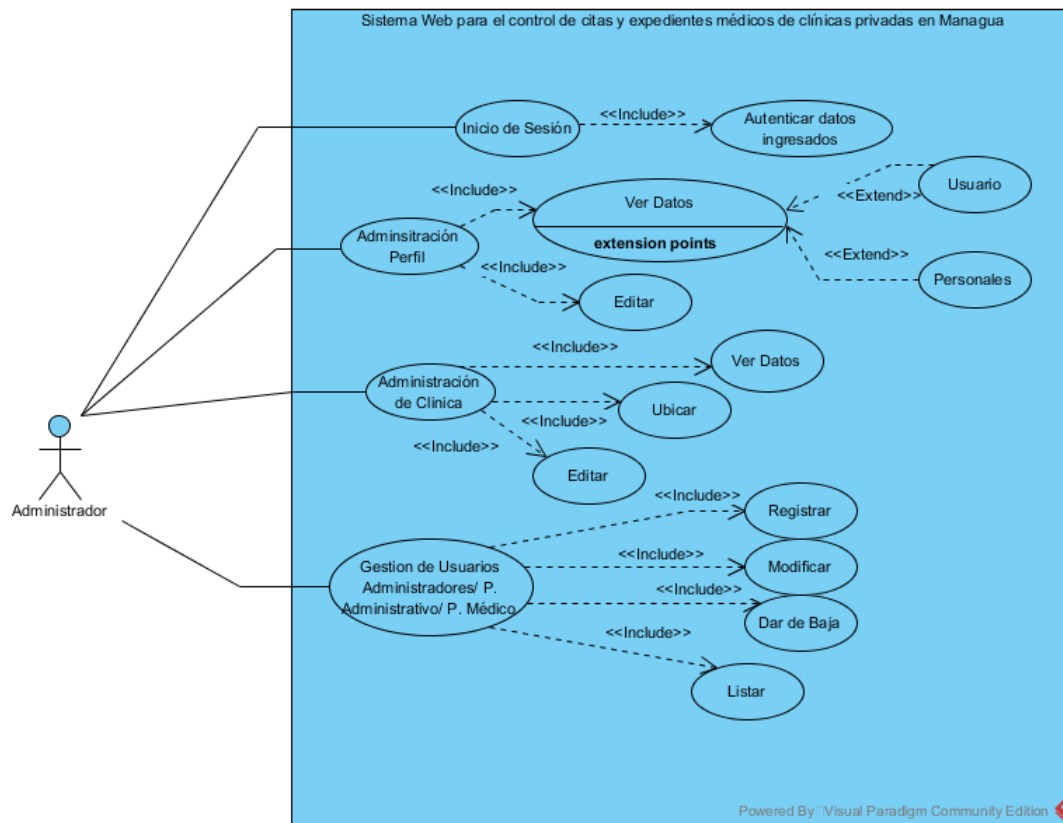 Sistema Web para el control de citas y expedientes médicos de clínicas privadas en Managua
Inicio de Sesión
<<Include>>
Autenticar datos
ingresados
Adminsitración
Perfil
<<Include>>
Ver Datos
extension points
<<Extend>>
Usuario
<<Extend>>
Personales
<<Include>>
Editar
Administración
de Clínica
<<Include>>
Ver Datos
<<Include>>
Ubicar
<<Include>>
Editar
Administrador
Gestion de Usuarios
Administradores/ P.
Administrativo/ P. Médico
<<Include>>
Registrar
<<Include>>
Modificar
<<Include>>
Dar de Baja
<<Include>>
Listar
Powered By Visual Paradigm Community Edition